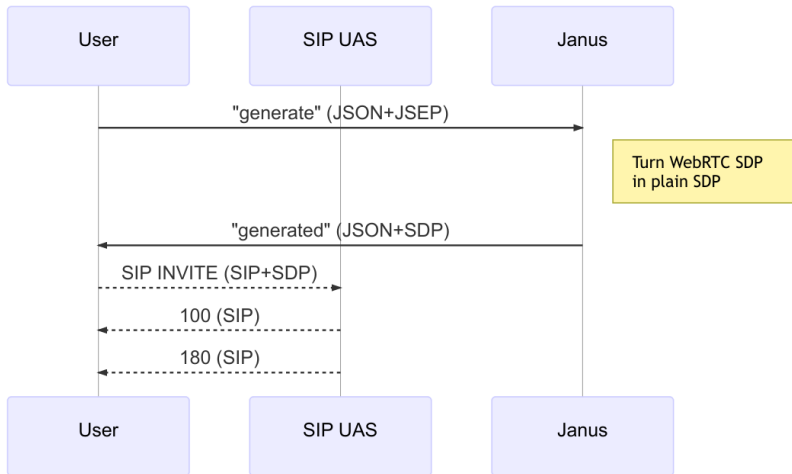 User
SIP UAS
Janus
"generate" (JSON+JSEP)
Turn WebRTC SDP
in plain SDP
"generated" (JSON+SDP)
SIP INVITE (SIP+SDP)
100 (SIP)
180 (SIP)
User
SIP UAS
Janus